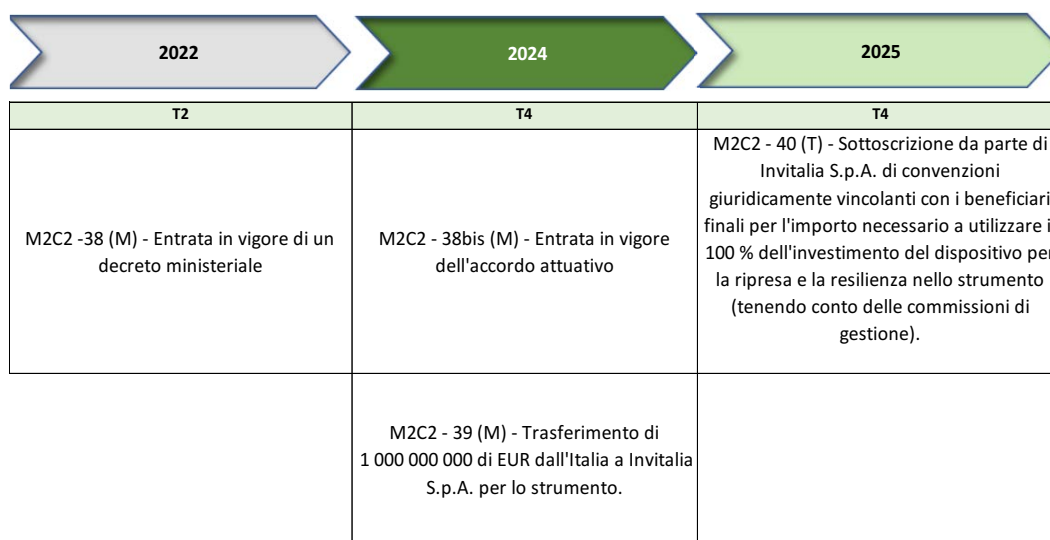 2022
2024
2025
T2
T4
T4
M2C2 -38 (M) - Entrata in vigore di un
decreto ministeriale
M2C2 - 38bis (M) - Entrata in vigore
dell'accordo attuativo
M2C2 - 40 (T) - Sottoscrizione da parte di
Invitalia S.p.A. di convenzioni
giuridicamente vincolanti con i beneficiari
finali per l'importo necessario a utilizzare i
100 % dell'investimento del dispositivo per
la ripresa e la resilienza nello strumento
(tenendo conto delle commissioni di
gestione).
M2C2 - 39 (M) - Trasferimento di
1 000 000 000 di EUR dall'Italia a Invitalia
S.p.A. per lo strumento.